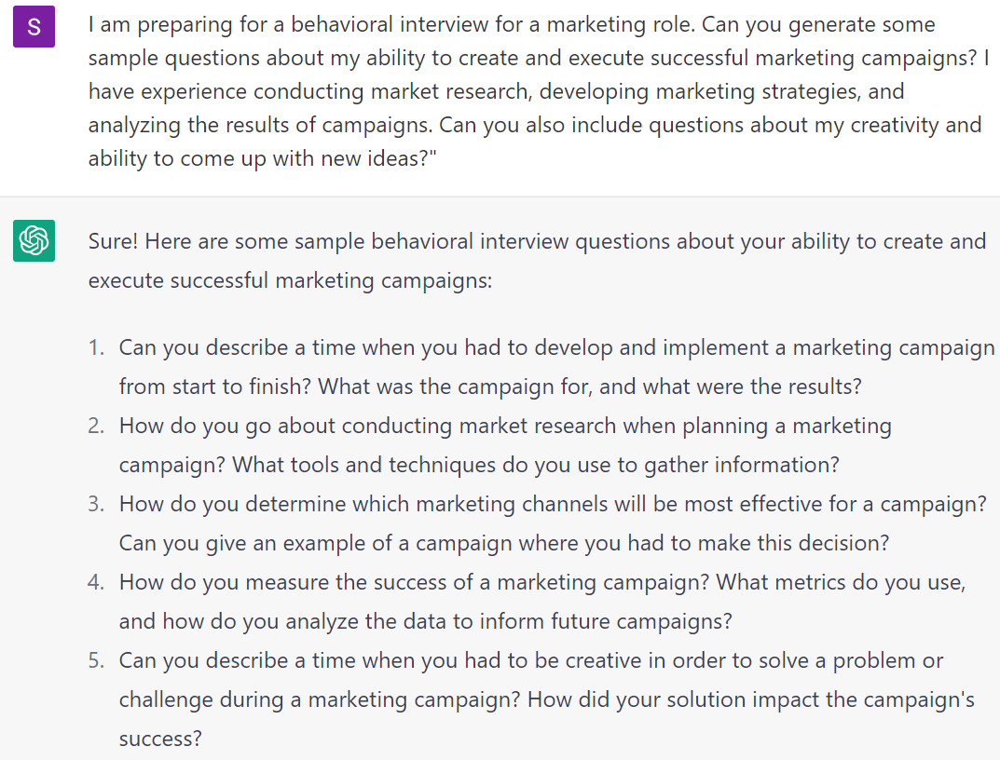 S
I am preparing for a behavioral interview for a marketing role. Can you generate some
sample questions about my ability to create and execute successful marketing campaigns? I
have experience conducting market research, developing marketing strategies, and
analyzing the results of campaigns. Can you also include questions about my creativity and
ability to come up with new ideas?"
Sure! Here are some sample behavioral interview questions about your ability to create and
execute successful marketing campaigns:
1. Can you describe a time when you had to develop and implement a marketing campaign
from start to finish? What was the campaign for, and what were the results?
2. How do you go about conducting market research when planning a marketing
campaign? What tools and techniques do you use to gather information?
3. How do you determine which marketing channels will be most effective for a campaign?
Can you give an example of a campaign where you had to make this decision?
4. How do you measure the success of a marketing campaign? What metrics do you use,
and how do you analyze the data to inform future campaigns?
5. Can you describe a time when you had to be creative in order to solve a problem or
challenge during a marketing campaign? How did your solution impact the campaign's
success?